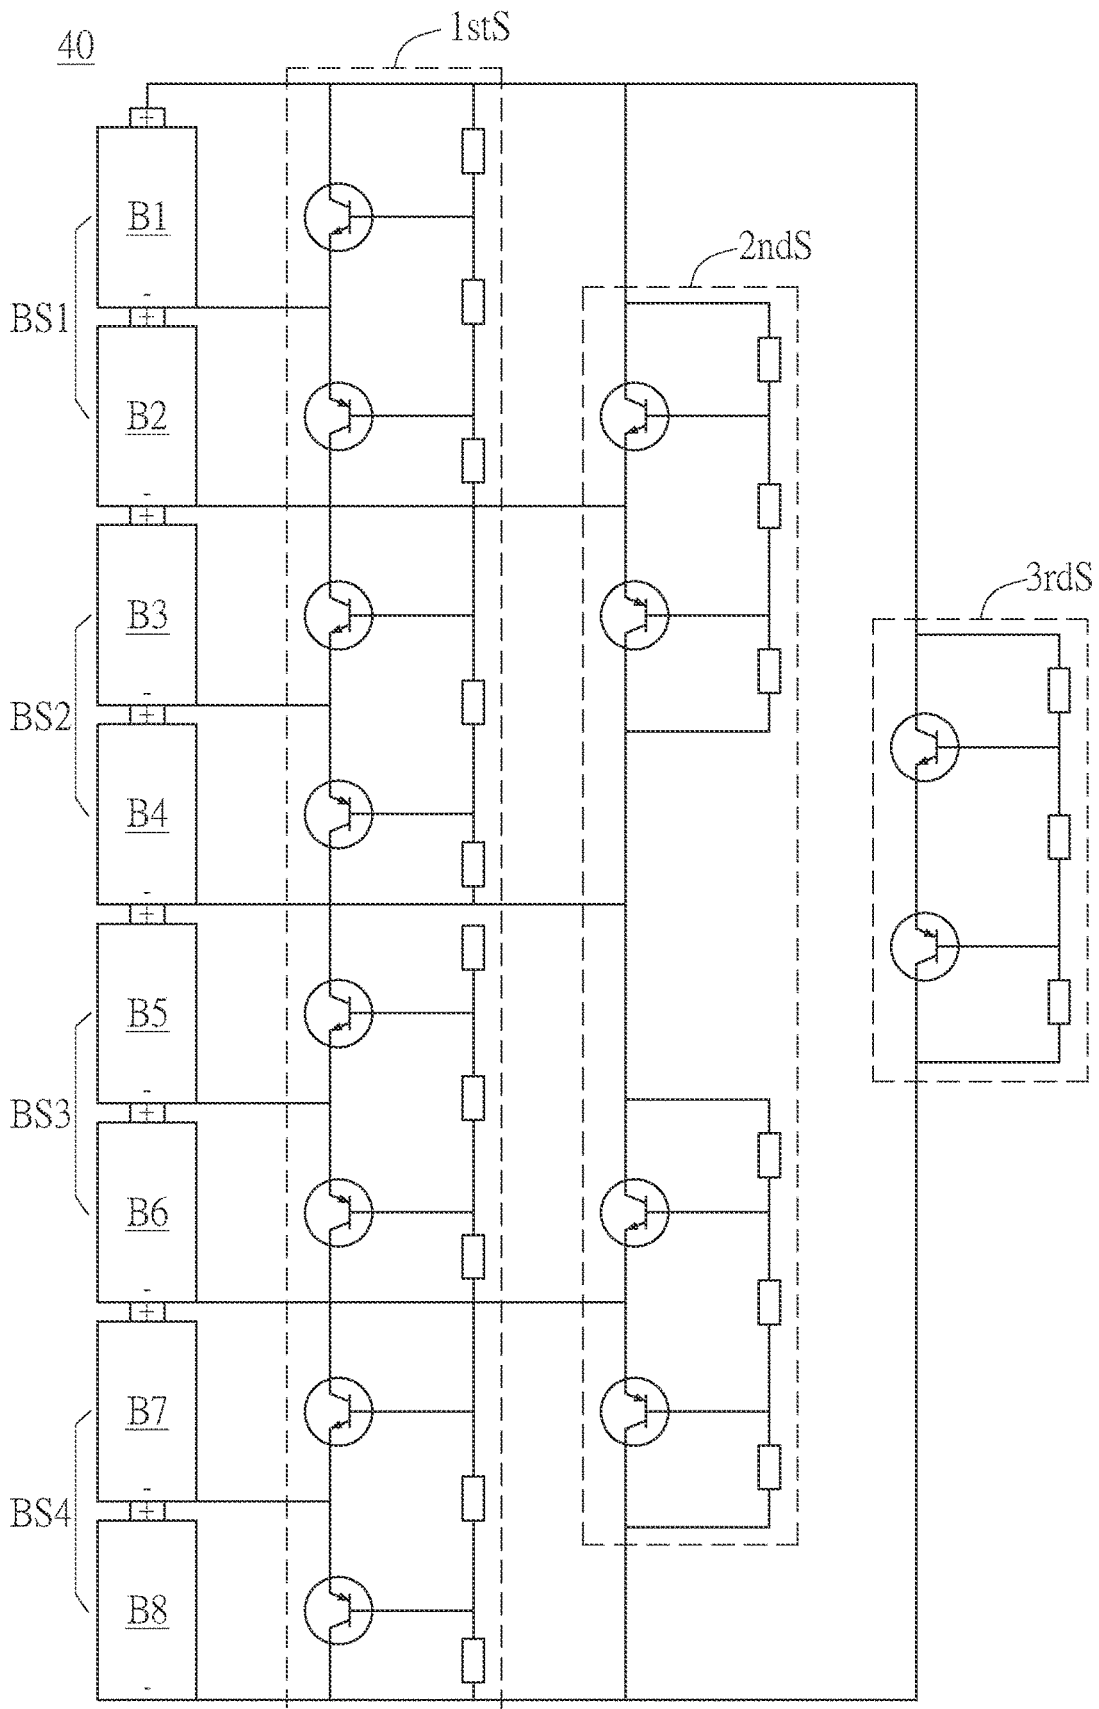 40
1stS
+
B1
-
2ndS
BS1
+
B2
-
+
B3
-
3rdS
BS2
+
B4
-
+
B5
-
BS3
+
B6
-
+
B7
-
BS4
+
B8
-